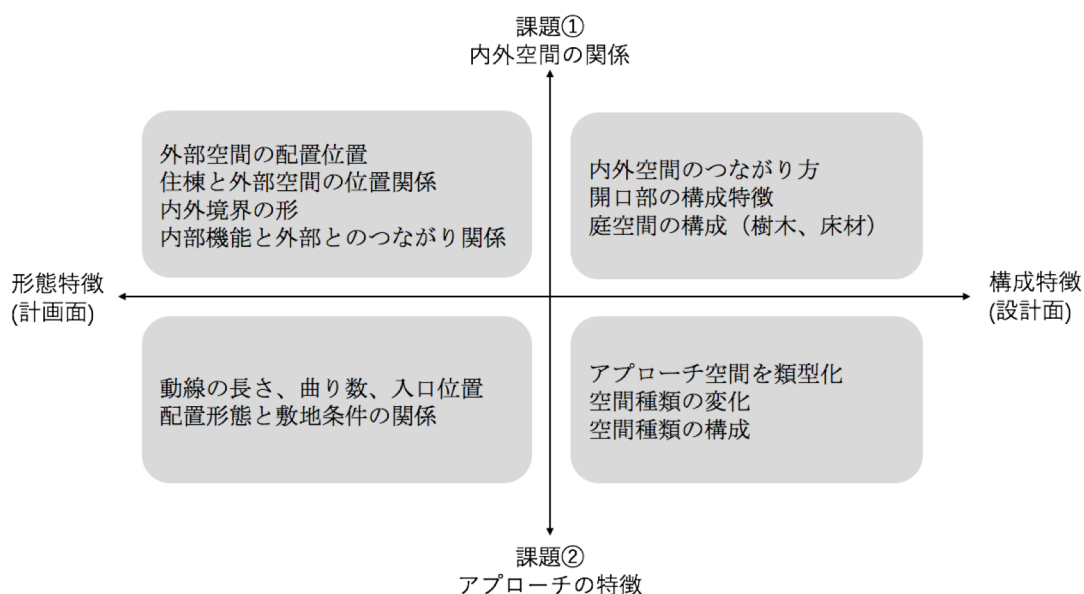 課題①
内外空間の関係
外部空間の配置位置
住棟と外部空間の位置関係
内外境界の形
内部機能と外部とのつながり関係
内外空間のつながり方
開口部の構成特徴
庭空間の構成（樹木、床材）
形態特徴
(計画面)
構成特徴
(設計面)
動線の長さ、曲り数、入口位置
配置形態と敷地条件の関係
アプローチ空間を類型化
空間種類の変化
空間種類の構成
課題②
アプローチの特徴